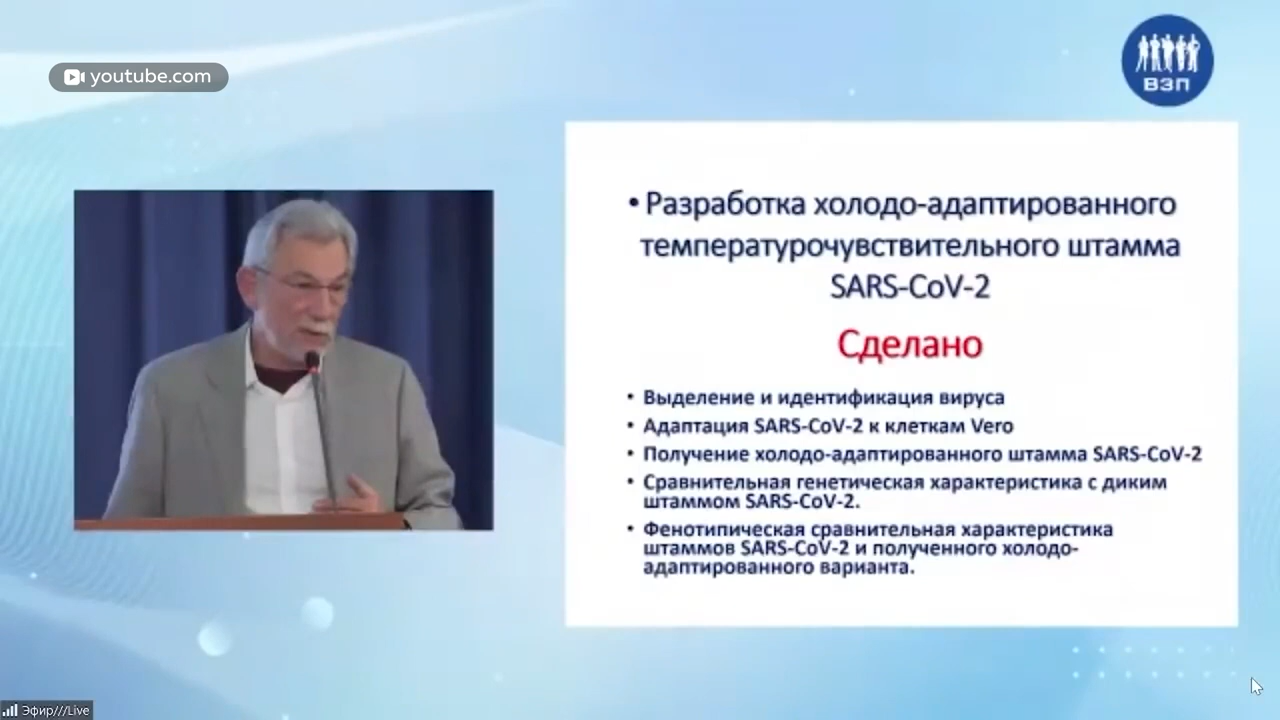 youtube.com
ВЗП
• Разработка холодо-адаптированного
температурочувствительного штамма
SARS-CoV-2
Сделано
• Выделение и идентификация вируса
• Адаптация SARS-CoV-2 к клеткам Vero
• Получение холодо-адаптированного штамма SARS-CoV-2
• Сравнительная генетическая характеристика с диким
штаммом SARS-CoV-2.
• Фенотипическая сравнительная характеристика
штаммов SARS-CoV-2 и полученного холодо-
адаптированного варианта.
Эфир///Live